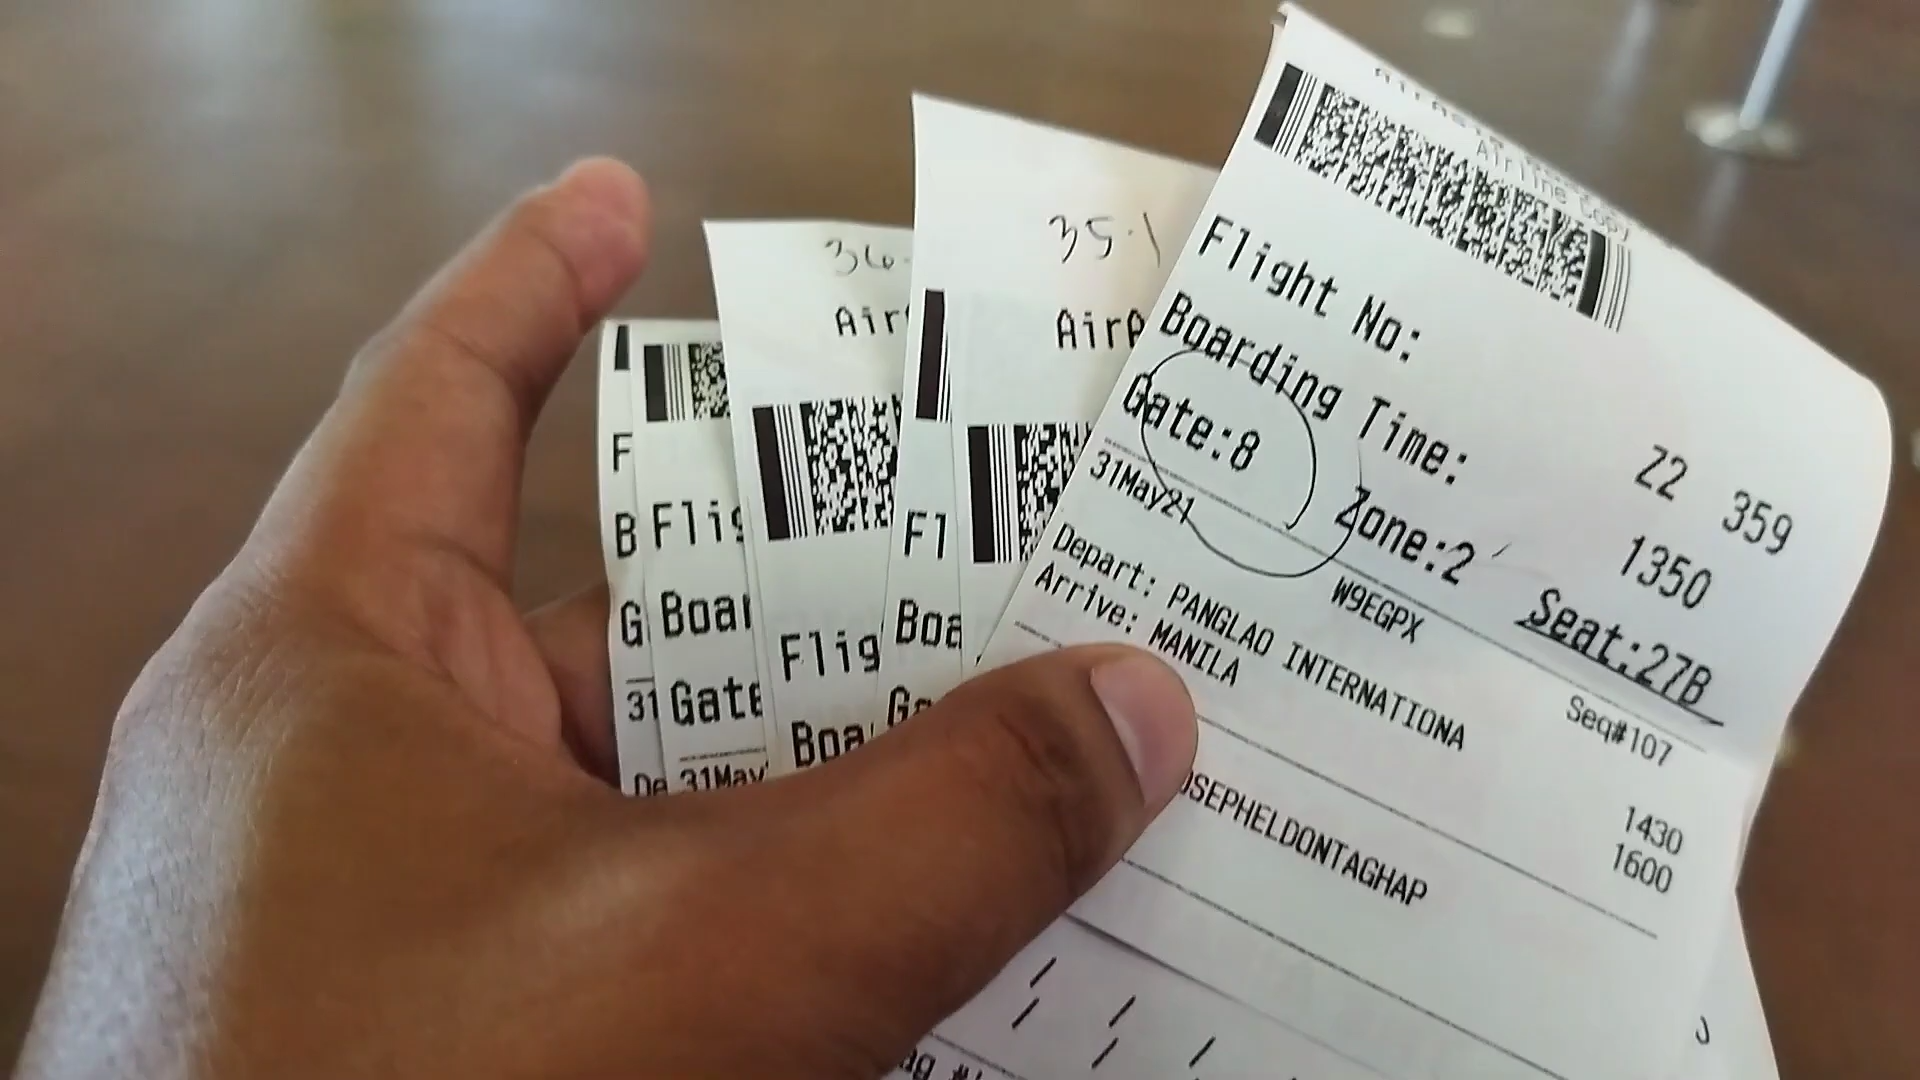 Airline Copy
Flight No: Z2 359
Boarding Time: 1350
Gate:8 Zone:2 Seat:27B
31May21 W9EGPX Seq#107
Depart: PANGLAO INTERNATIONA 1430
Arrive: MANILA 1600
OSEPHELDONTAGHAP
35.1
AirA
Fl
Boa
36.
Air
Flig
Boa
Flig
Boar
Gate
31May
F
B
G
31
De